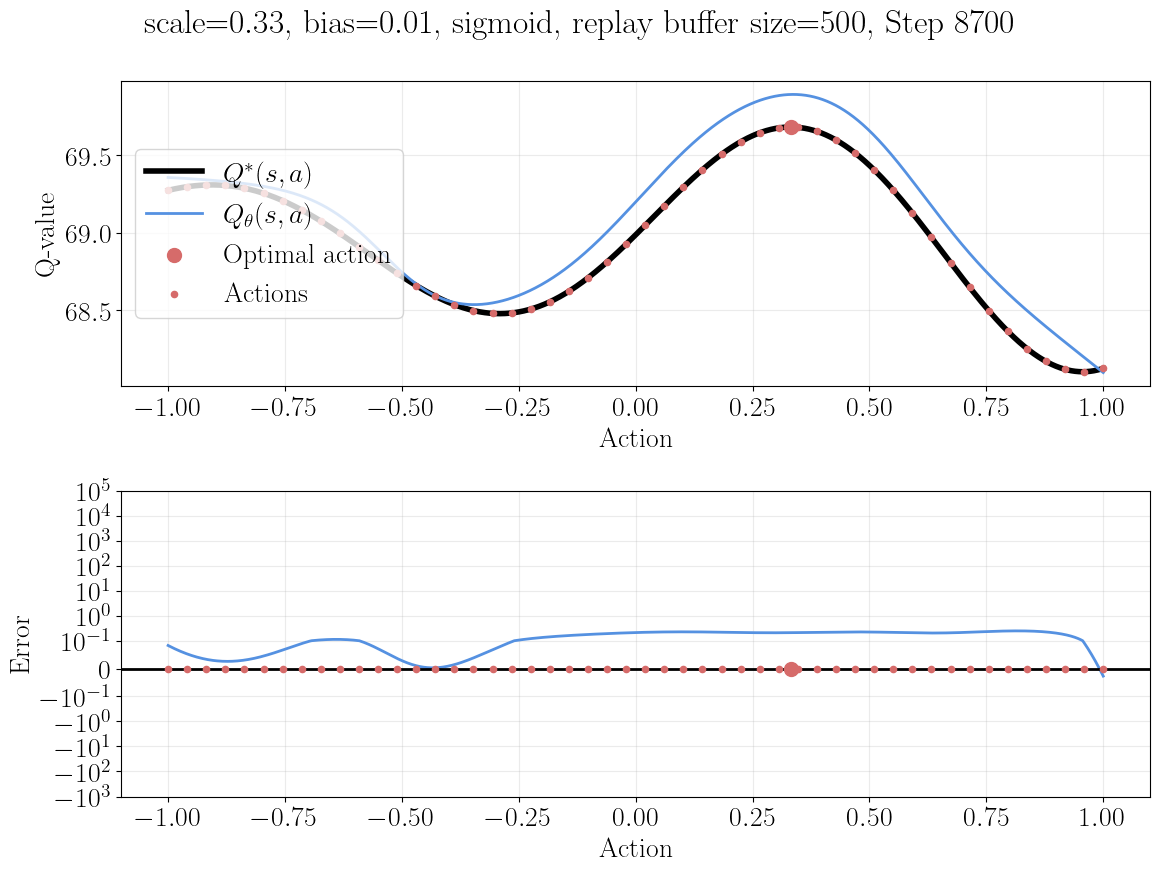 scale=0.33, bias=0.01, sigmoid, replay buffer size=500, Step 8700
Q-value
69.5
69.0
68.5
Q*(s, a)
Q_θ(s, a)
Optimal action
Actions
−1.00 −0.75 −0.50 −0.25 0.00 0.25 0.50 0.75 1.00
Action
Error
10^5
10^4
10^3
10^2
10^1
10^0
10^−1
0
−10^−1
−10^0
−10^1
−10^2
−10^3
−1.00 −0.75 −0.50 −0.25 0.00 0.25 0.50 0.75 1.00
Action